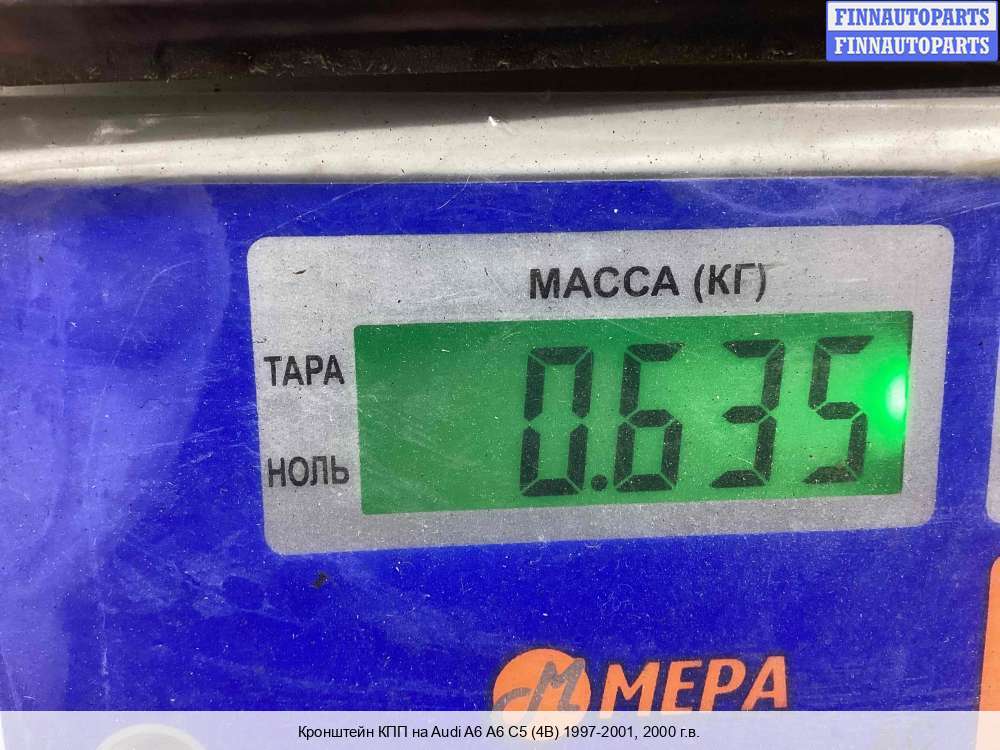 FINNAUTOPARTS
FINNAUTOPARTS
МАССА (КГ)
ТАРА
0.635
НОЛЬ
М МЕРА
Кронштейн КПП на Audi A6 A6 C5 (4B) 1997-2001, 2000 г.в.